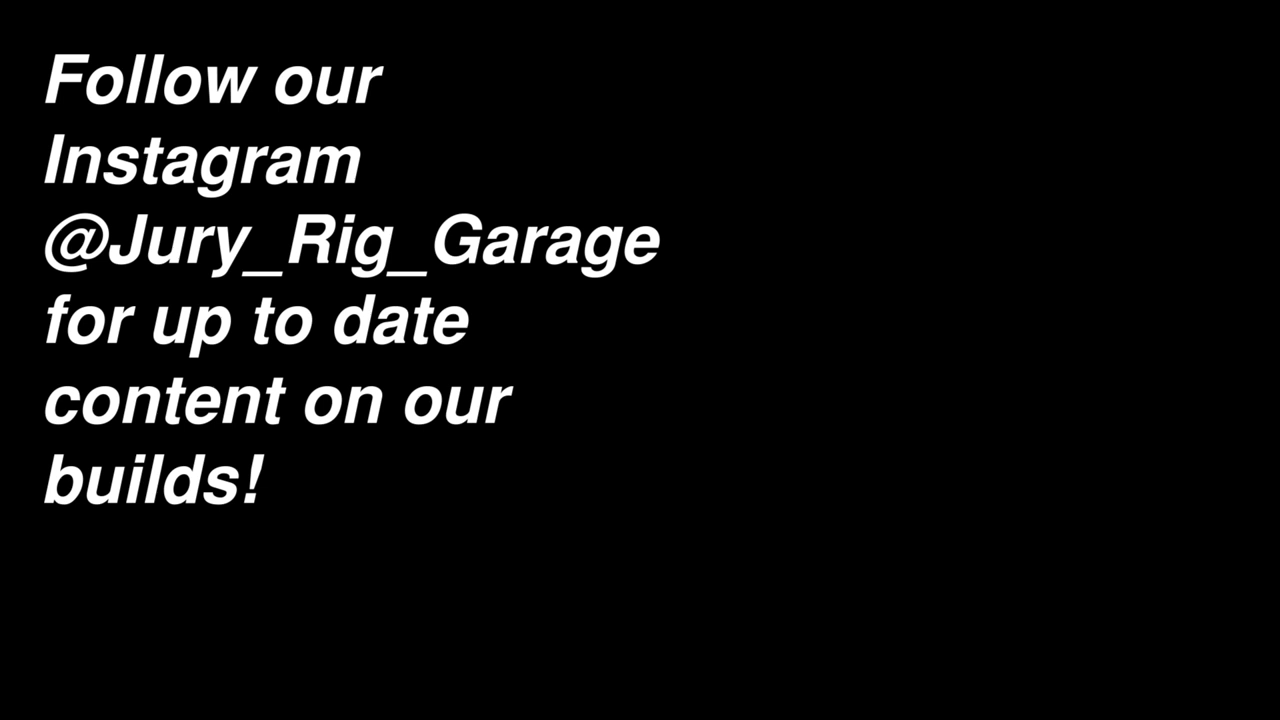 Follow our
Instagram
@Jury_Rig_Garage
for up to date
content on our
builds!